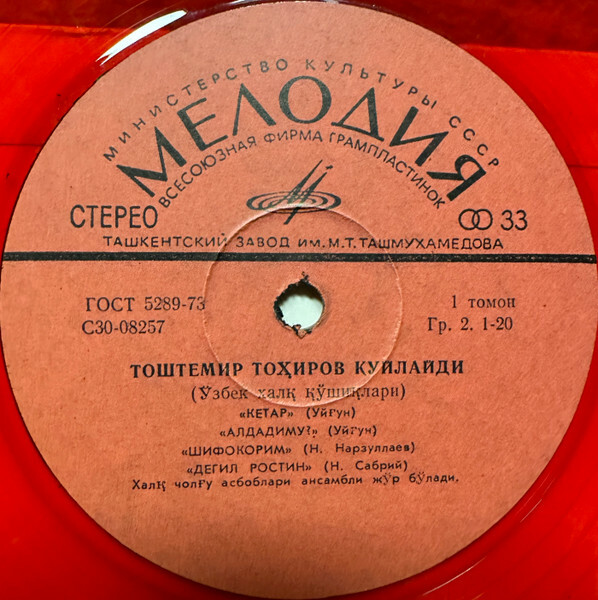 МИНИСТЕРСТВО КУЛЬТУРЫ СССР
МЕЛОДИЯ
ВСЕСОЮЗНАЯ ФИРМА ГРАМПЛАСТИНОК
СТЕРЕО
33
ТАШКЕНТСКИЙ ЗАВОД ИМ. М.Т. ТАШМУХАМЕДОВА
ГОСТ 5289-73
1 томон
С30-08257
Гр. 2. 1-20
ТОШТЕМИР ТОҲИРОВ КУЙЛАЙДИ
(Ўзбек халқ қўшиқлари)
«КЕТАР» (Уйғун)
«АЛДАДИМУ?» (Уйғун)
«ШИФОКОРИМ» (Н. Нарзуллаев)
«ДЕГИЛ РОСТИН» (Н. Сабрий)
Халқ чолғу асбоблари ансамбли жўр бўлади.